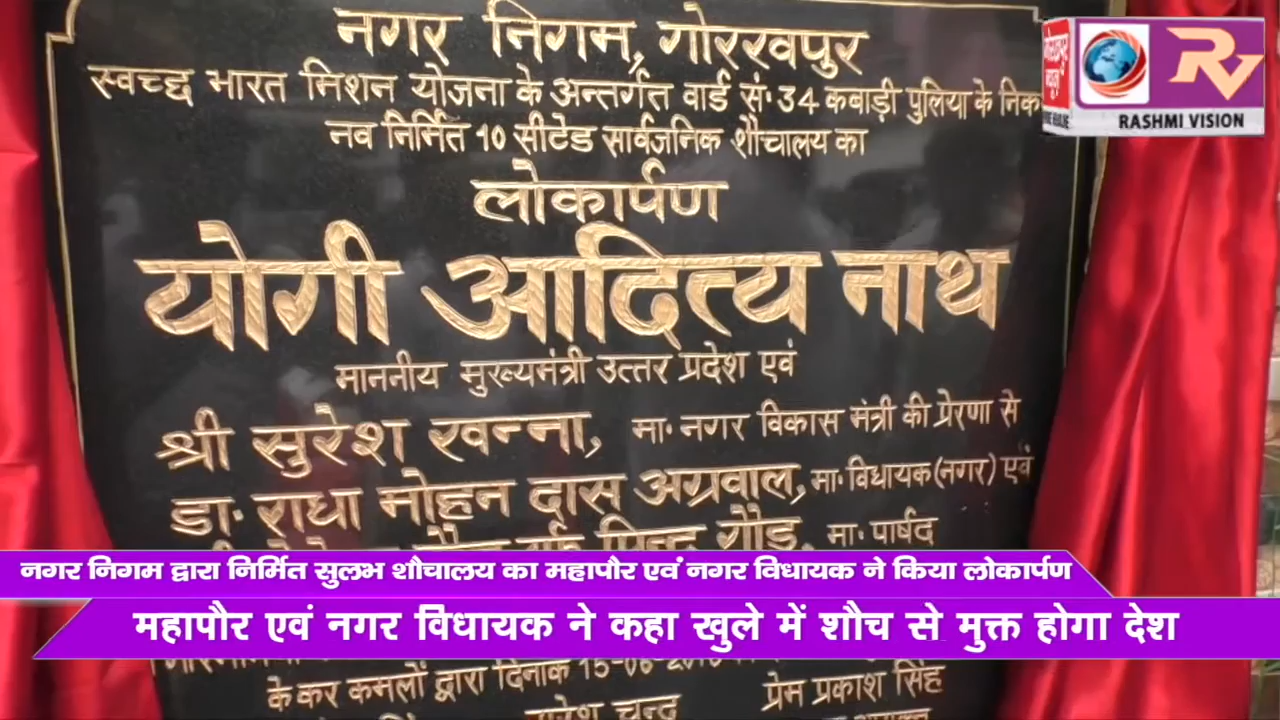 नगर निगम, गोरखपुर
स्वच्छ भारत मिशन योजना के अन्तर्गत वार्ड सं॰ 34 कबाड़ी पुलिया के निक
नव निर्मित 10 सीटेड सार्वजनिक शौचालय का
लोकार्पण
योगी आदित्य नाथ
माननीय मुख्यमंत्री उत्तर प्रदेश एवं
श्री सुरेश खन्ना, मा॰ नगर विकास मंत्री की प्रेरणा से
डा॰ राधा मोहन दास अग्रवाल, मा॰ विधायक (नगर) एवं
गौड़, मा॰ पार्षद
नगर निगम द्वारा निर्मित सुलभ शौचालय का महापौर एवं नगर विधायक ने किया लोकार्पण
महापौर एवं नगर विधायक ने कहा खुले में शौच से मुक्त होगा देश
के कर कमलों द्वारा दिनाक
प्रेम प्रकाश सिंह
RV
RASHMI VISION